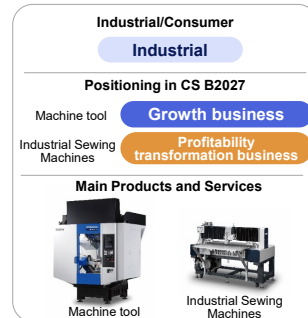 Industrial/Consumer
Industrial
Positioning in CS B2027
Machine tool
Growth business
Industrial Sewing
Machines
Profitability
transformation business
Main Products and Services
Machine tool
Industrial Sewing
Machines